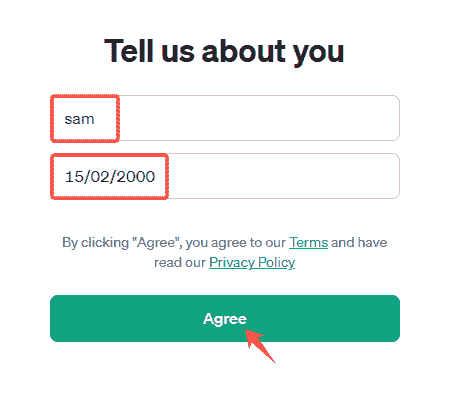 Tell us about you
sam
15/02/2000
By clicking "Agree", you agree to our Terms and have
read our Privacy Policy
Agree